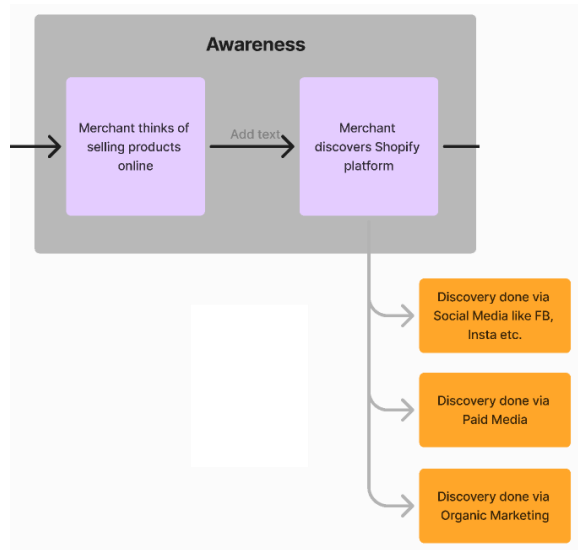 Awareness
Merchant thinks of
selling products
online
Add text
Merchant
discovers Shopify
platform
Discovery done via
Social Media like FB,
Insta etc.
Discovery done via
Paid Media
Discovery done via
Organic Marketing